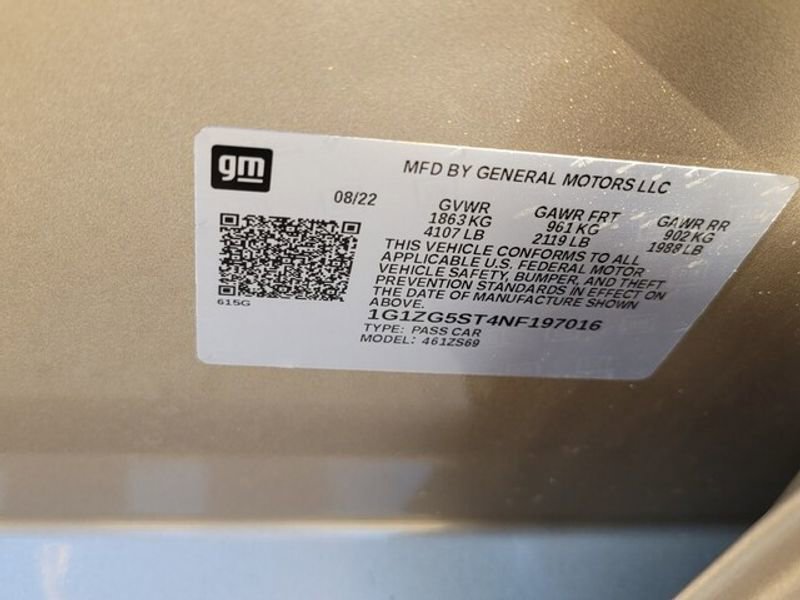 gm
MFD BY GENERAL MOTORS LLC
08/22
GVWR GAWR FRT GAWR RR
1863 KG 961 KG 902 KG
4107 LB 2119 LB 1988 LB
THIS VEHICLE CONFORMS TO ALL
APPLICABLE U.S. FEDERAL MOTOR
VEHICLE SAFETY, BUMPER, AND THEFT
PREVENTION STANDARDS IN EFFECT ON
THE DATE OF MANUFACTURE SHOWN
ABOVE.
615G
1G1ZG5ST4NF197016
TYPE: PASS CAR
MODEL: 461ZS69